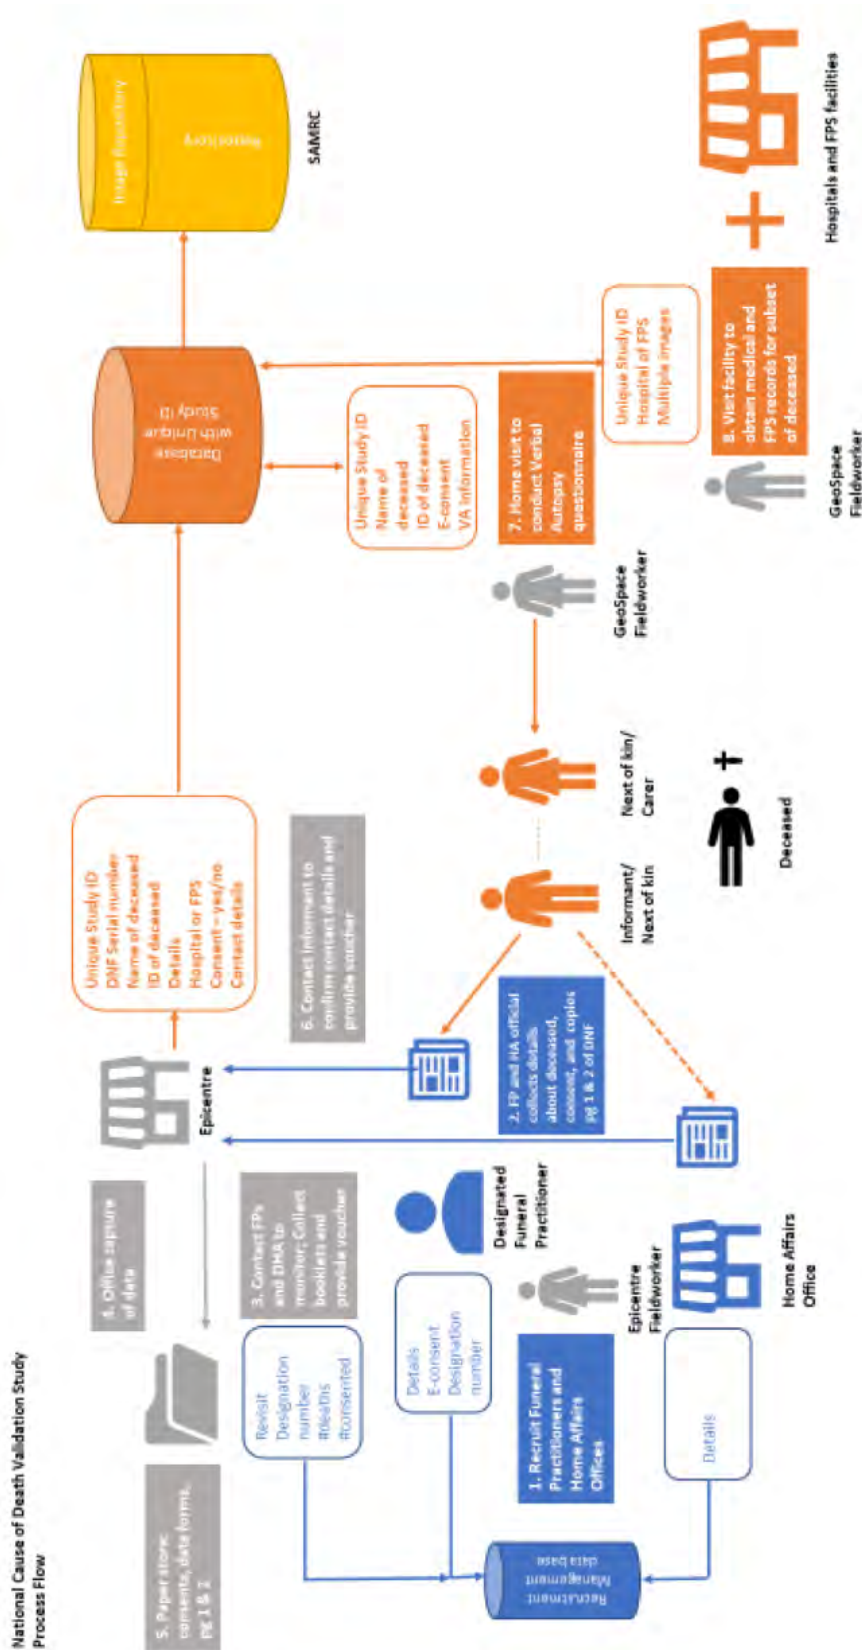 National Cause of Death Validation Study
Process Flow
5. Paper store:
consents, data forms,
pg 1 & 2
4. Office capture
of data
Epicentre
Unique Study ID
DNF Serial number
Name of deceased
ID of deceased
Details
Hospital or FPS
Consent – yes/no
Contact details
Database
with Unique
Study ID
Image Repository
Repository
SAMRC
Revisit
Designation
number
#deaths
#consented
3. Contact FPs
and DHA to
monitor; Collect
booklets and
provide voucher
6. Contact informant to
confirm contact details and
provide voucher
Unique Study ID
Name of
deceased
ID of deceased
E-consent
VA Information
Details
E-consent
Designation
number
Designated
Funeral
Practitioner
Recruitment
Management
data base
1. Recruit Funeral
Practitioners and
Home Affairs
Offices
Epicentre
Fieldworker
2. FP and HA official
collects details
about deceased,
consent, and copies
pg 1 & 2 of DNF
Informant/
Next of kin
Next of kin/
Carer
GeoSpace
Fieldworker
7. Home visit to
conduct Verbal
Autopsy
questionnaire
Unique Study ID
Hospital of FPS
Multiple images
Details
Home Affairs
Office
Deceased
GeoSpace
Fieldworker
8. Visit facility to
obtain medical and
FPS records for subset
of deceased
Hospitals and FPS facilities